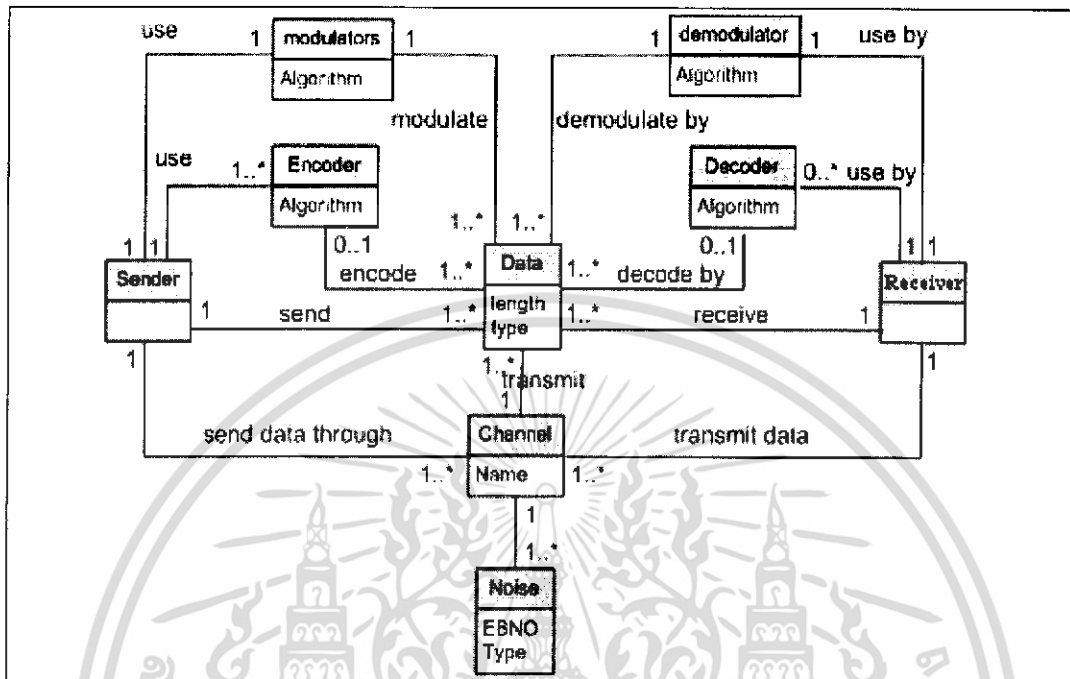 use
1
modulators
1
Algorithm
1
demodulator
1
use by
Algorithm
modulate
demodulate by
use
1..*
Encoder
Algorithm
Decoder
0..*
use by
Algorithm
1..*
1..*
0..1
0..1
1
1
encode
1..*
Data
1..*
decode by
1
1
Sender
Receiver
length
type
1
send
1..*
1..*
receive
1
1
1..*
transmit
1
1
send data through
Channel
transmit data
1..*
Name
1..*
1
1..*
Noise
EBNO
Type